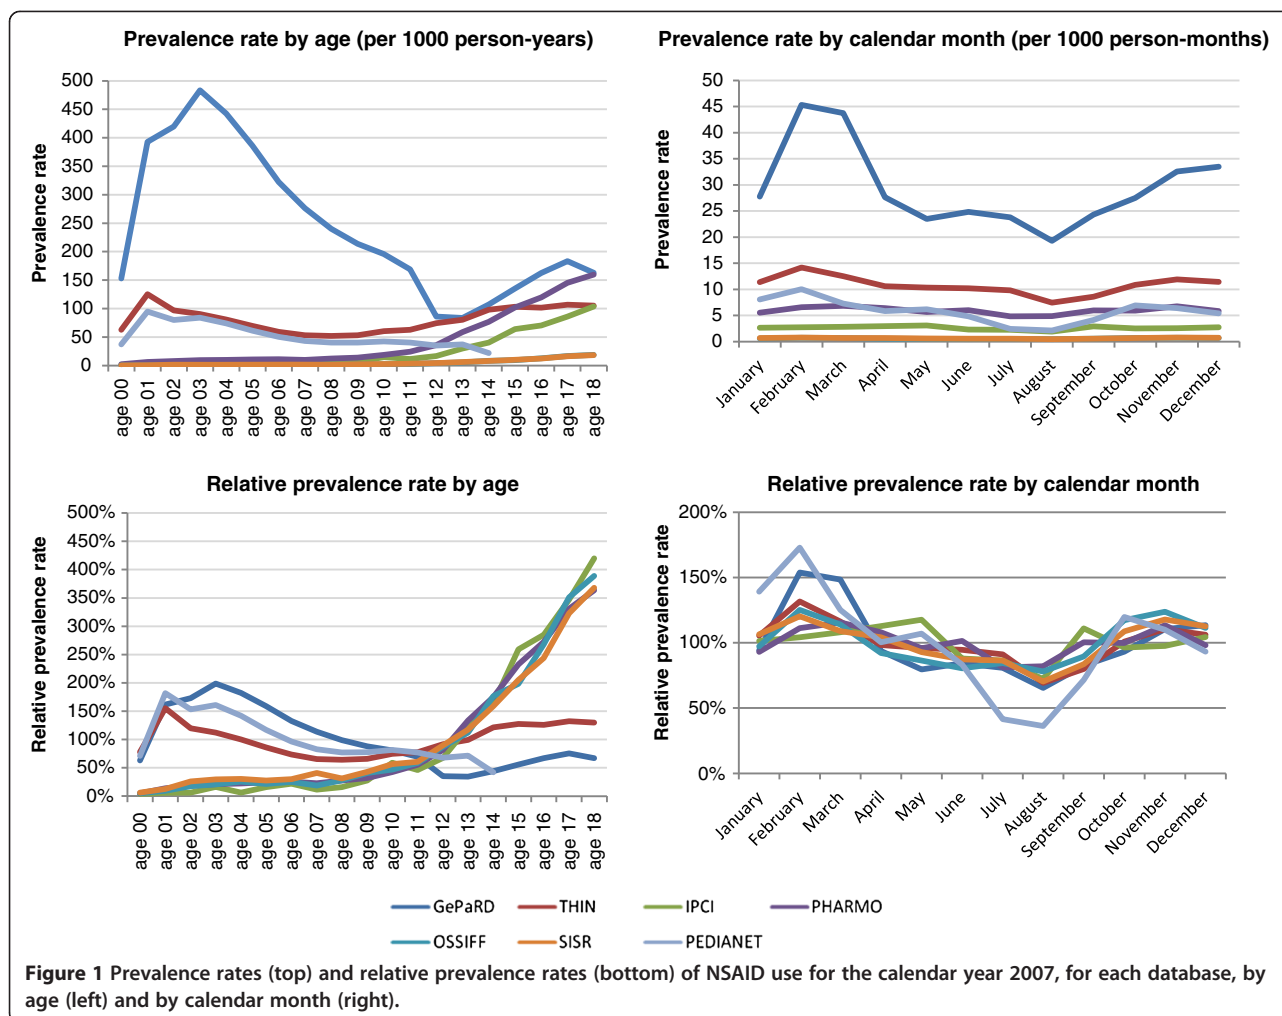 Prevalence rate by age (per 1000 person-years)
Prevalence rate
500
450
400
350
300
250
200
150
100
50
0
age 00
age 01
age 02
age 03
age 04
age 05
age 06
age 07
age 08
age 09
age 10
age 11
age 12
age 13
age 14
age 15
age 16
age 17
age 18
Prevalence rate by calendar month (per 1000 person-months)
Prevalence rate
50
45
40
35
30
25
20
15
10
5
0
January
February
March
April
May
June
July
August
September
October
November
December
Relative prevalence rate by age
Relative prevalence rate
500%
450%
400%
350%
300%
250%
200%
150%
100%
50%
0%
age 00
age 01
age 02
age 03
age 04
age 05
age 06
age 07
age 08
age 09
age 10
age 11
age 12
age 13
age 14
age 15
age 16
age 17
age 18
Relative prevalence rate by calendar month
Relative prevalence rate
200%
150%
100%
50%
0%
January
February
March
April
May
June
July
August
September
October
November
December
GePaRD THIN IPCI PHARMO
OSSIFF SISR PEDIANET
Figure 1 Prevalence rates (top) and relative prevalence rates (bottom) of NSAID use for the calendar year 2007, for each database, by
age (left) and by calendar month (right).